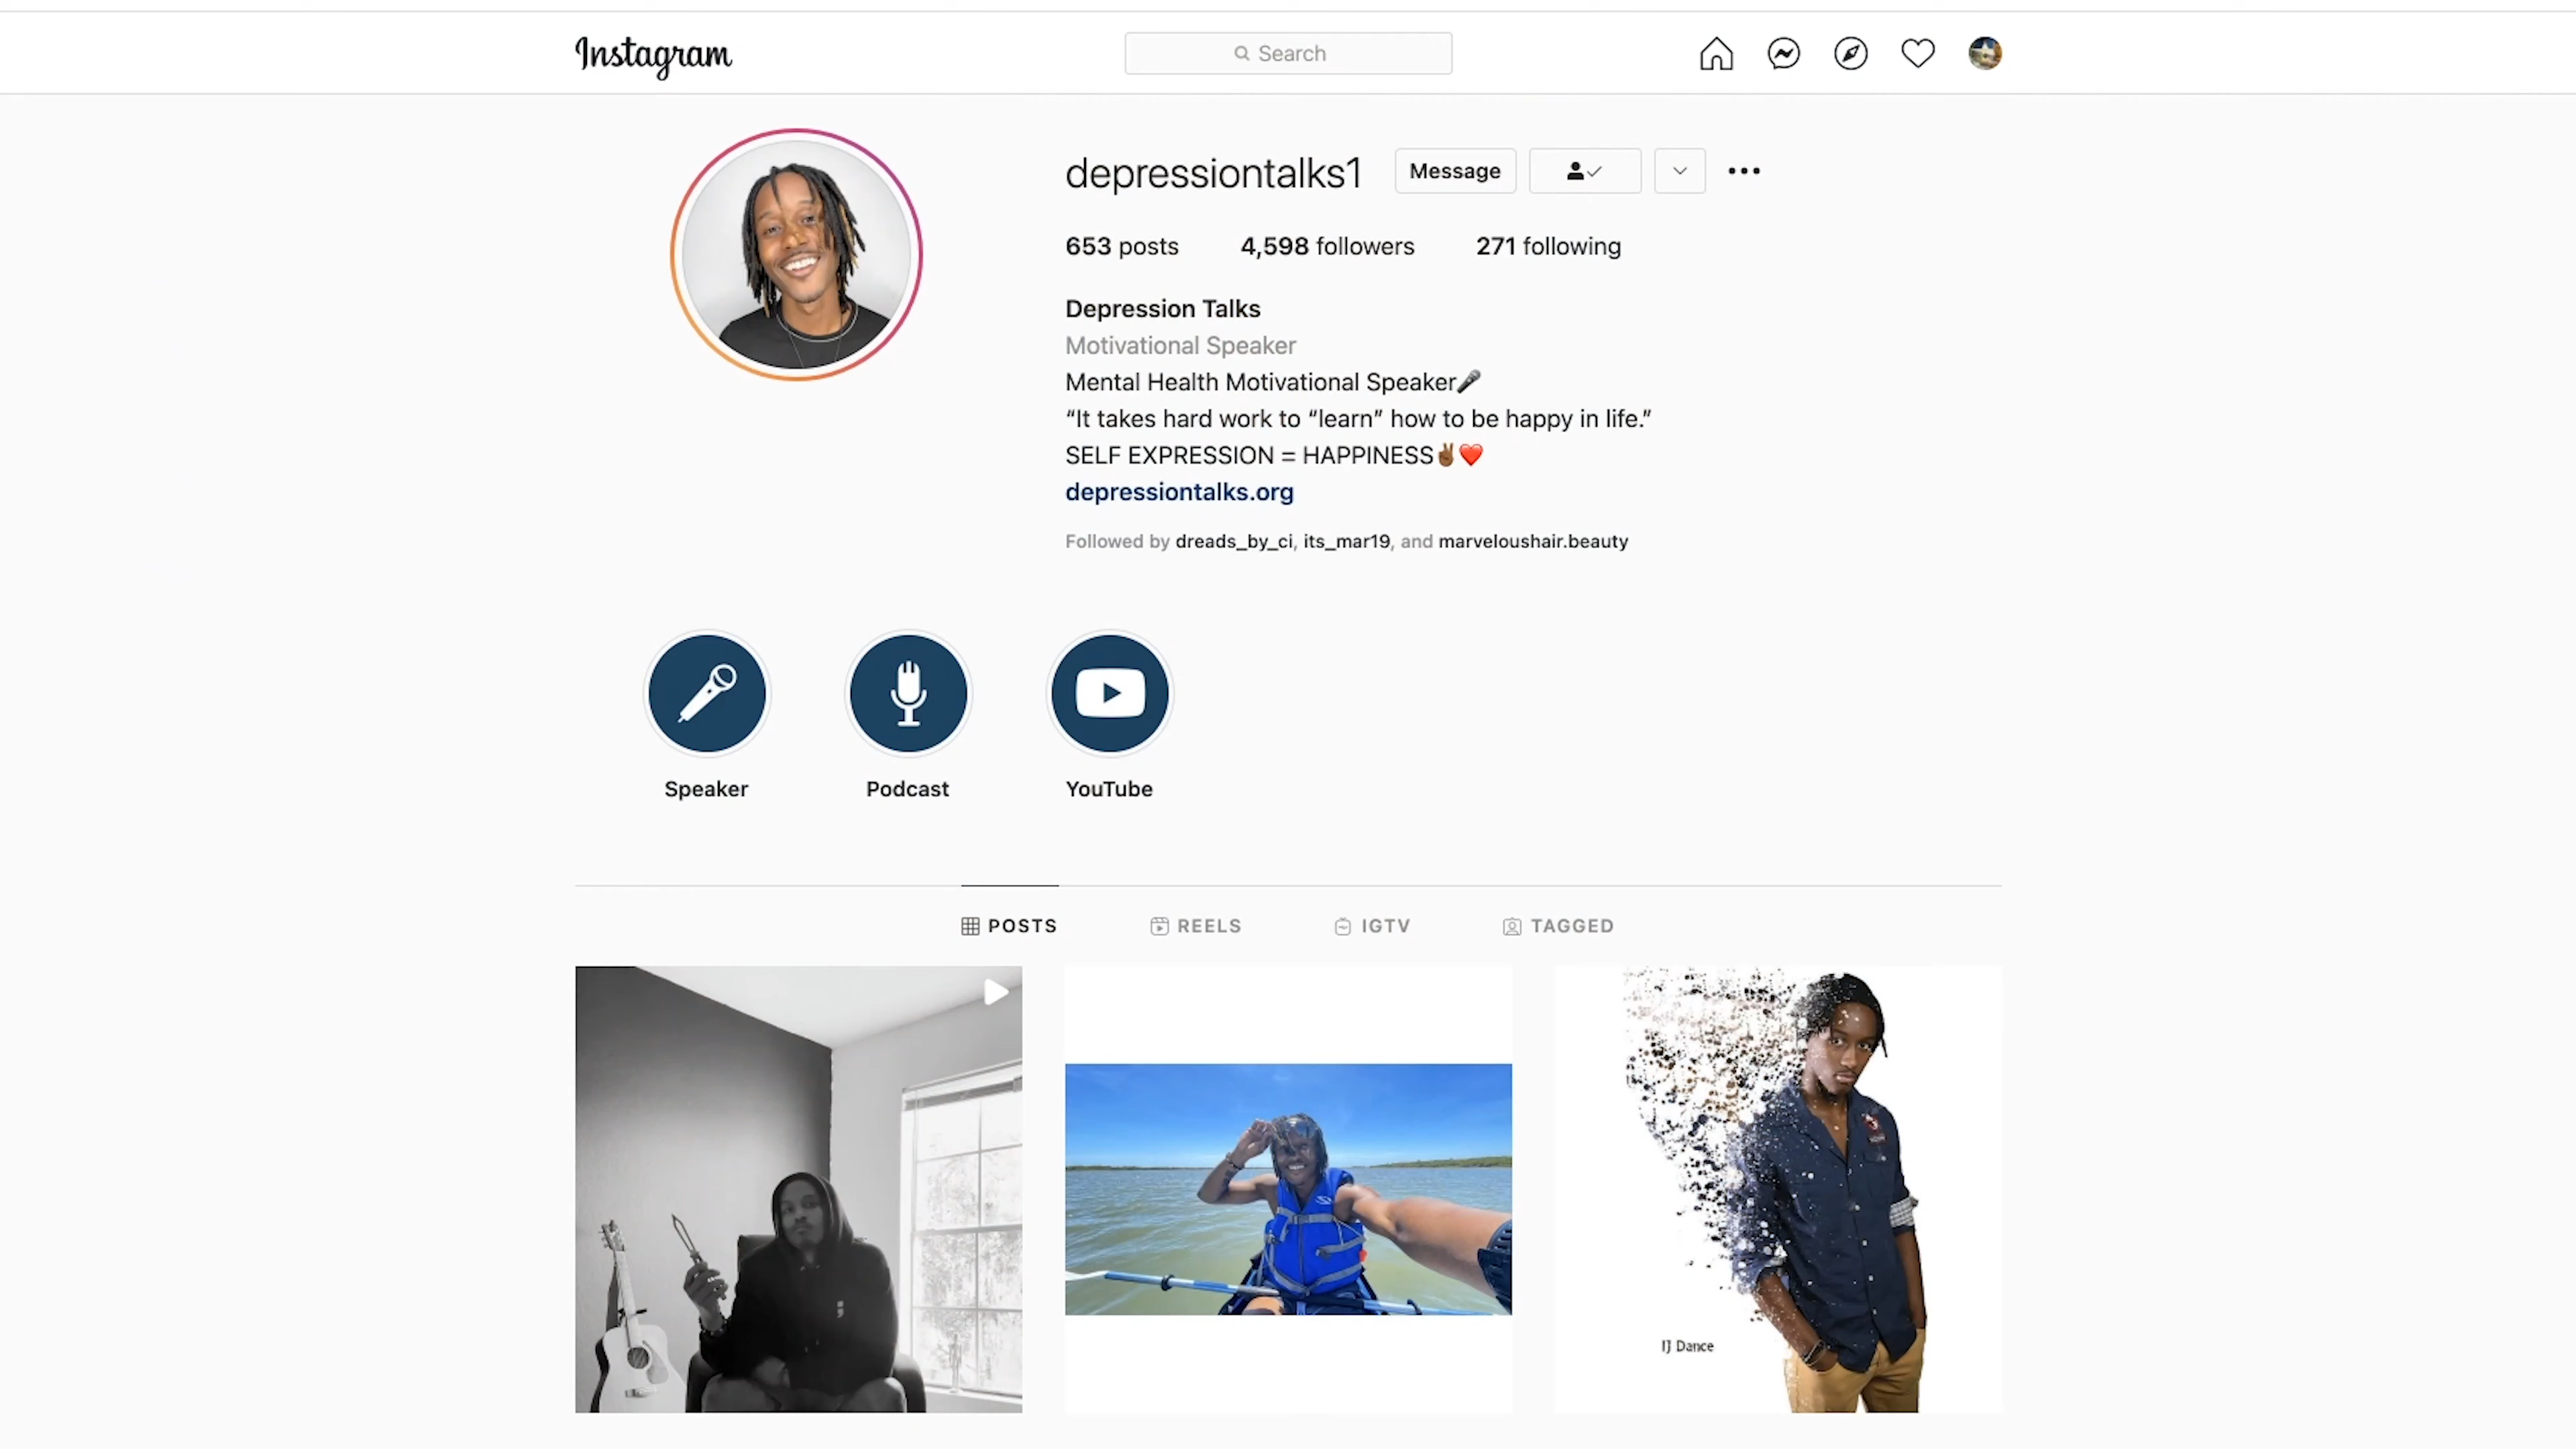 Instagram
Search
depressiontalks1 Message
653 posts 4,598 followers 271 following
Depression Talks
Motivational Speaker
Mental Health Motivational Speaker🎤
“It takes hard work to “learn” how to be happy in life.”
SELF EXPRESSION = HAPPINESS✌🏾❤️
depressiontalks.org
Followed by dreads_by_ci, its_mar19, and marveloushair.beauty
Speaker Podcast YouTube
POSTS REELS IGTV TAGGED
IJ Dance